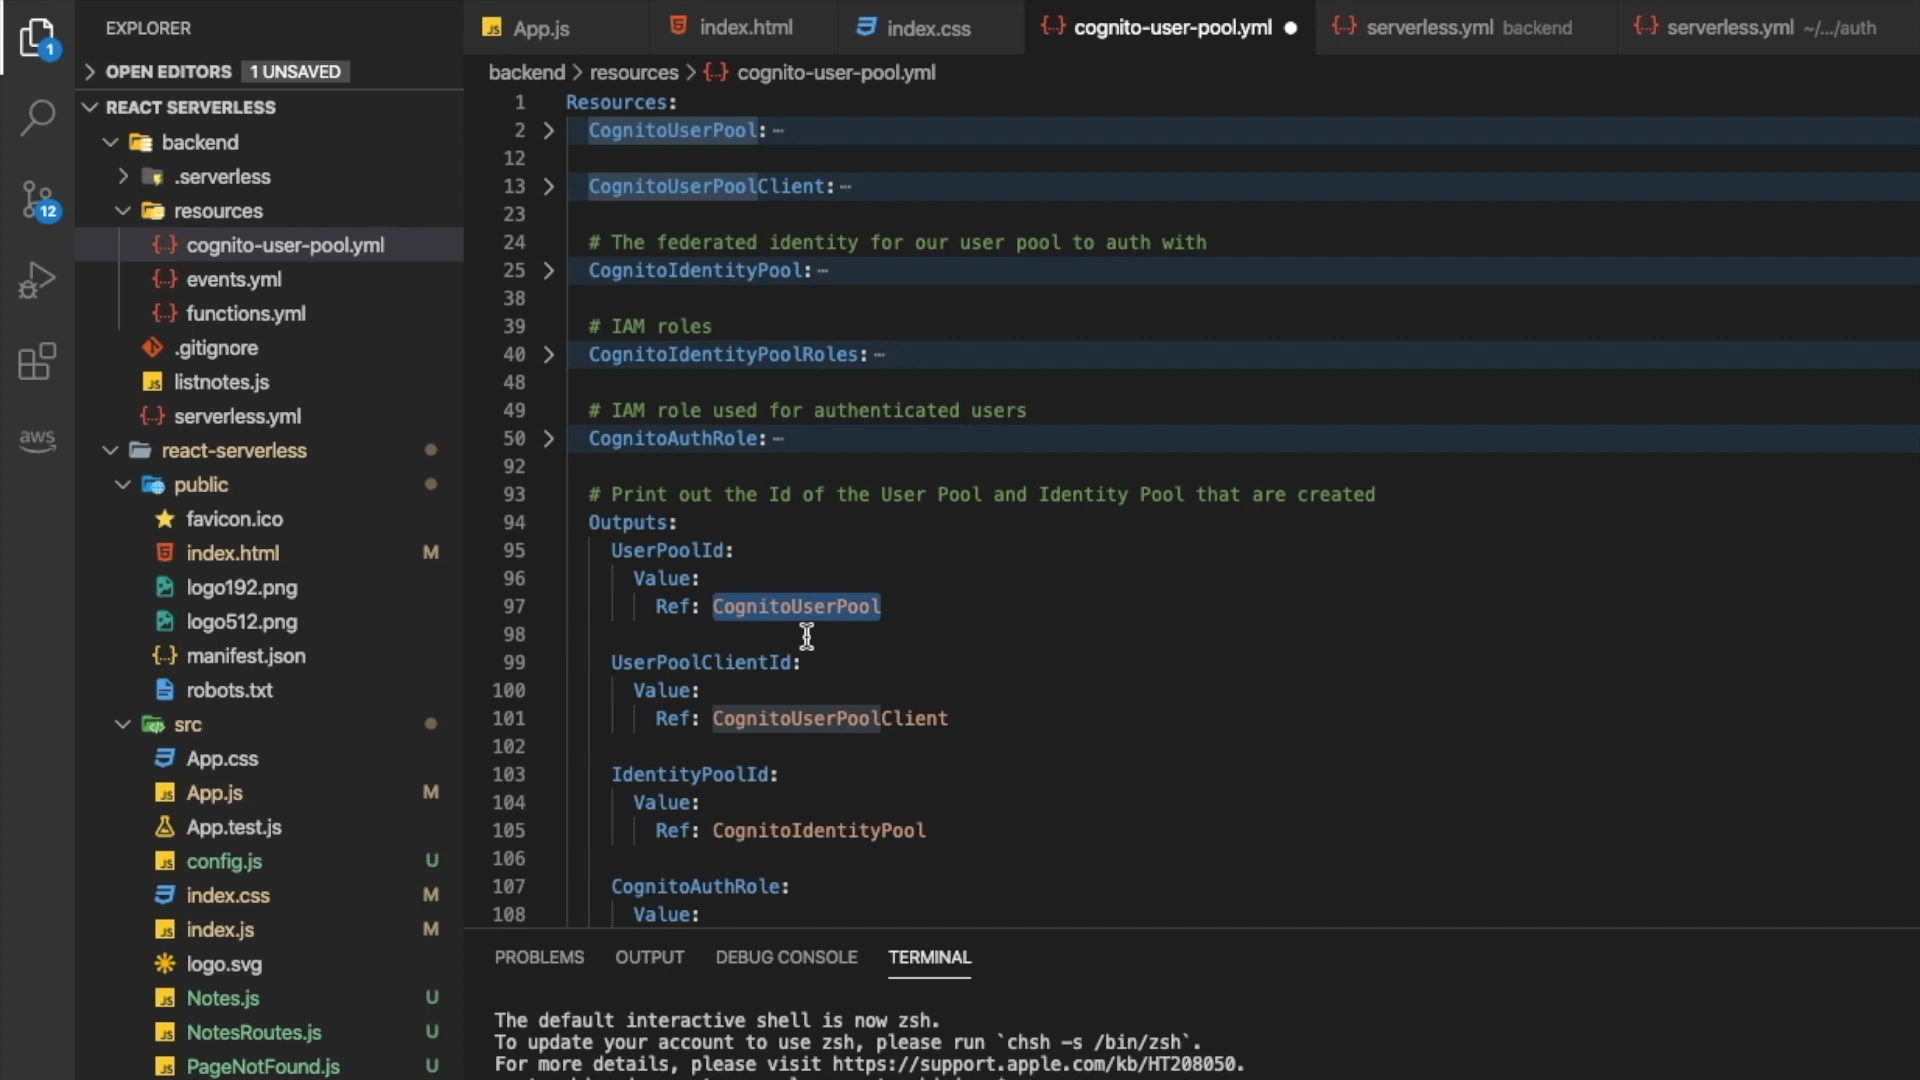 EXPLORER
OPEN EDITORS 1 UNSAVED
REACT SERVERLESS
backend
.serverless
resources
cognito-user-pool.yml
events.yml
functions.yml
.gitignore
listnotes.js
serverless.yml
react-serverless
public
favicon.ico
index.html M
logo192.png
logo512.png
manifest.json
robots.txt
src
App.css
App.js M
App.test.js
config.js U
index.css M
index.js M
logo.svg
Notes.js U
NotesRoutes.js U
PageNotFound.js U
1
12
aws
App.js index.html index.css cognito-user-pool.yml serverless.yml backend serverless.yml ~/.../auth
backend > resources > cognito-user-pool.yml
1 Resources:
2 CognitoUserPool:
12
13 CognitoUserPoolClient:
23
24 # The federated identity for our user pool to auth with
25 CognitoIdentityPool:
38
39 # IAM roles
40 CognitoIdentityPoolRoles:
48
49 # IAM role used for authenticated users
50 CognitoAuthRole:
92
93 # Print out the Id of the User Pool and Identity Pool that are created
94 Outputs:
95 UserPoolId:
96 Value:
97 Ref: CognitoUserPool
98
99 UserPoolClientId:
100 Value:
101 Ref: CognitoUserPoolClient
102
103 IdentityPoolId:
104 Value:
105 Ref: CognitoIdentityPool
106
107 CognitoAuthRole:
108 Value:
PROBLEMS OUTPUT DEBUG CONSOLE TERMINAL
The default interactive shell is now zsh.
To update your account to use zsh, please run `chsh -s /bin/zsh`.
For more details, please visit https://support.apple.com/kb/HT208050.